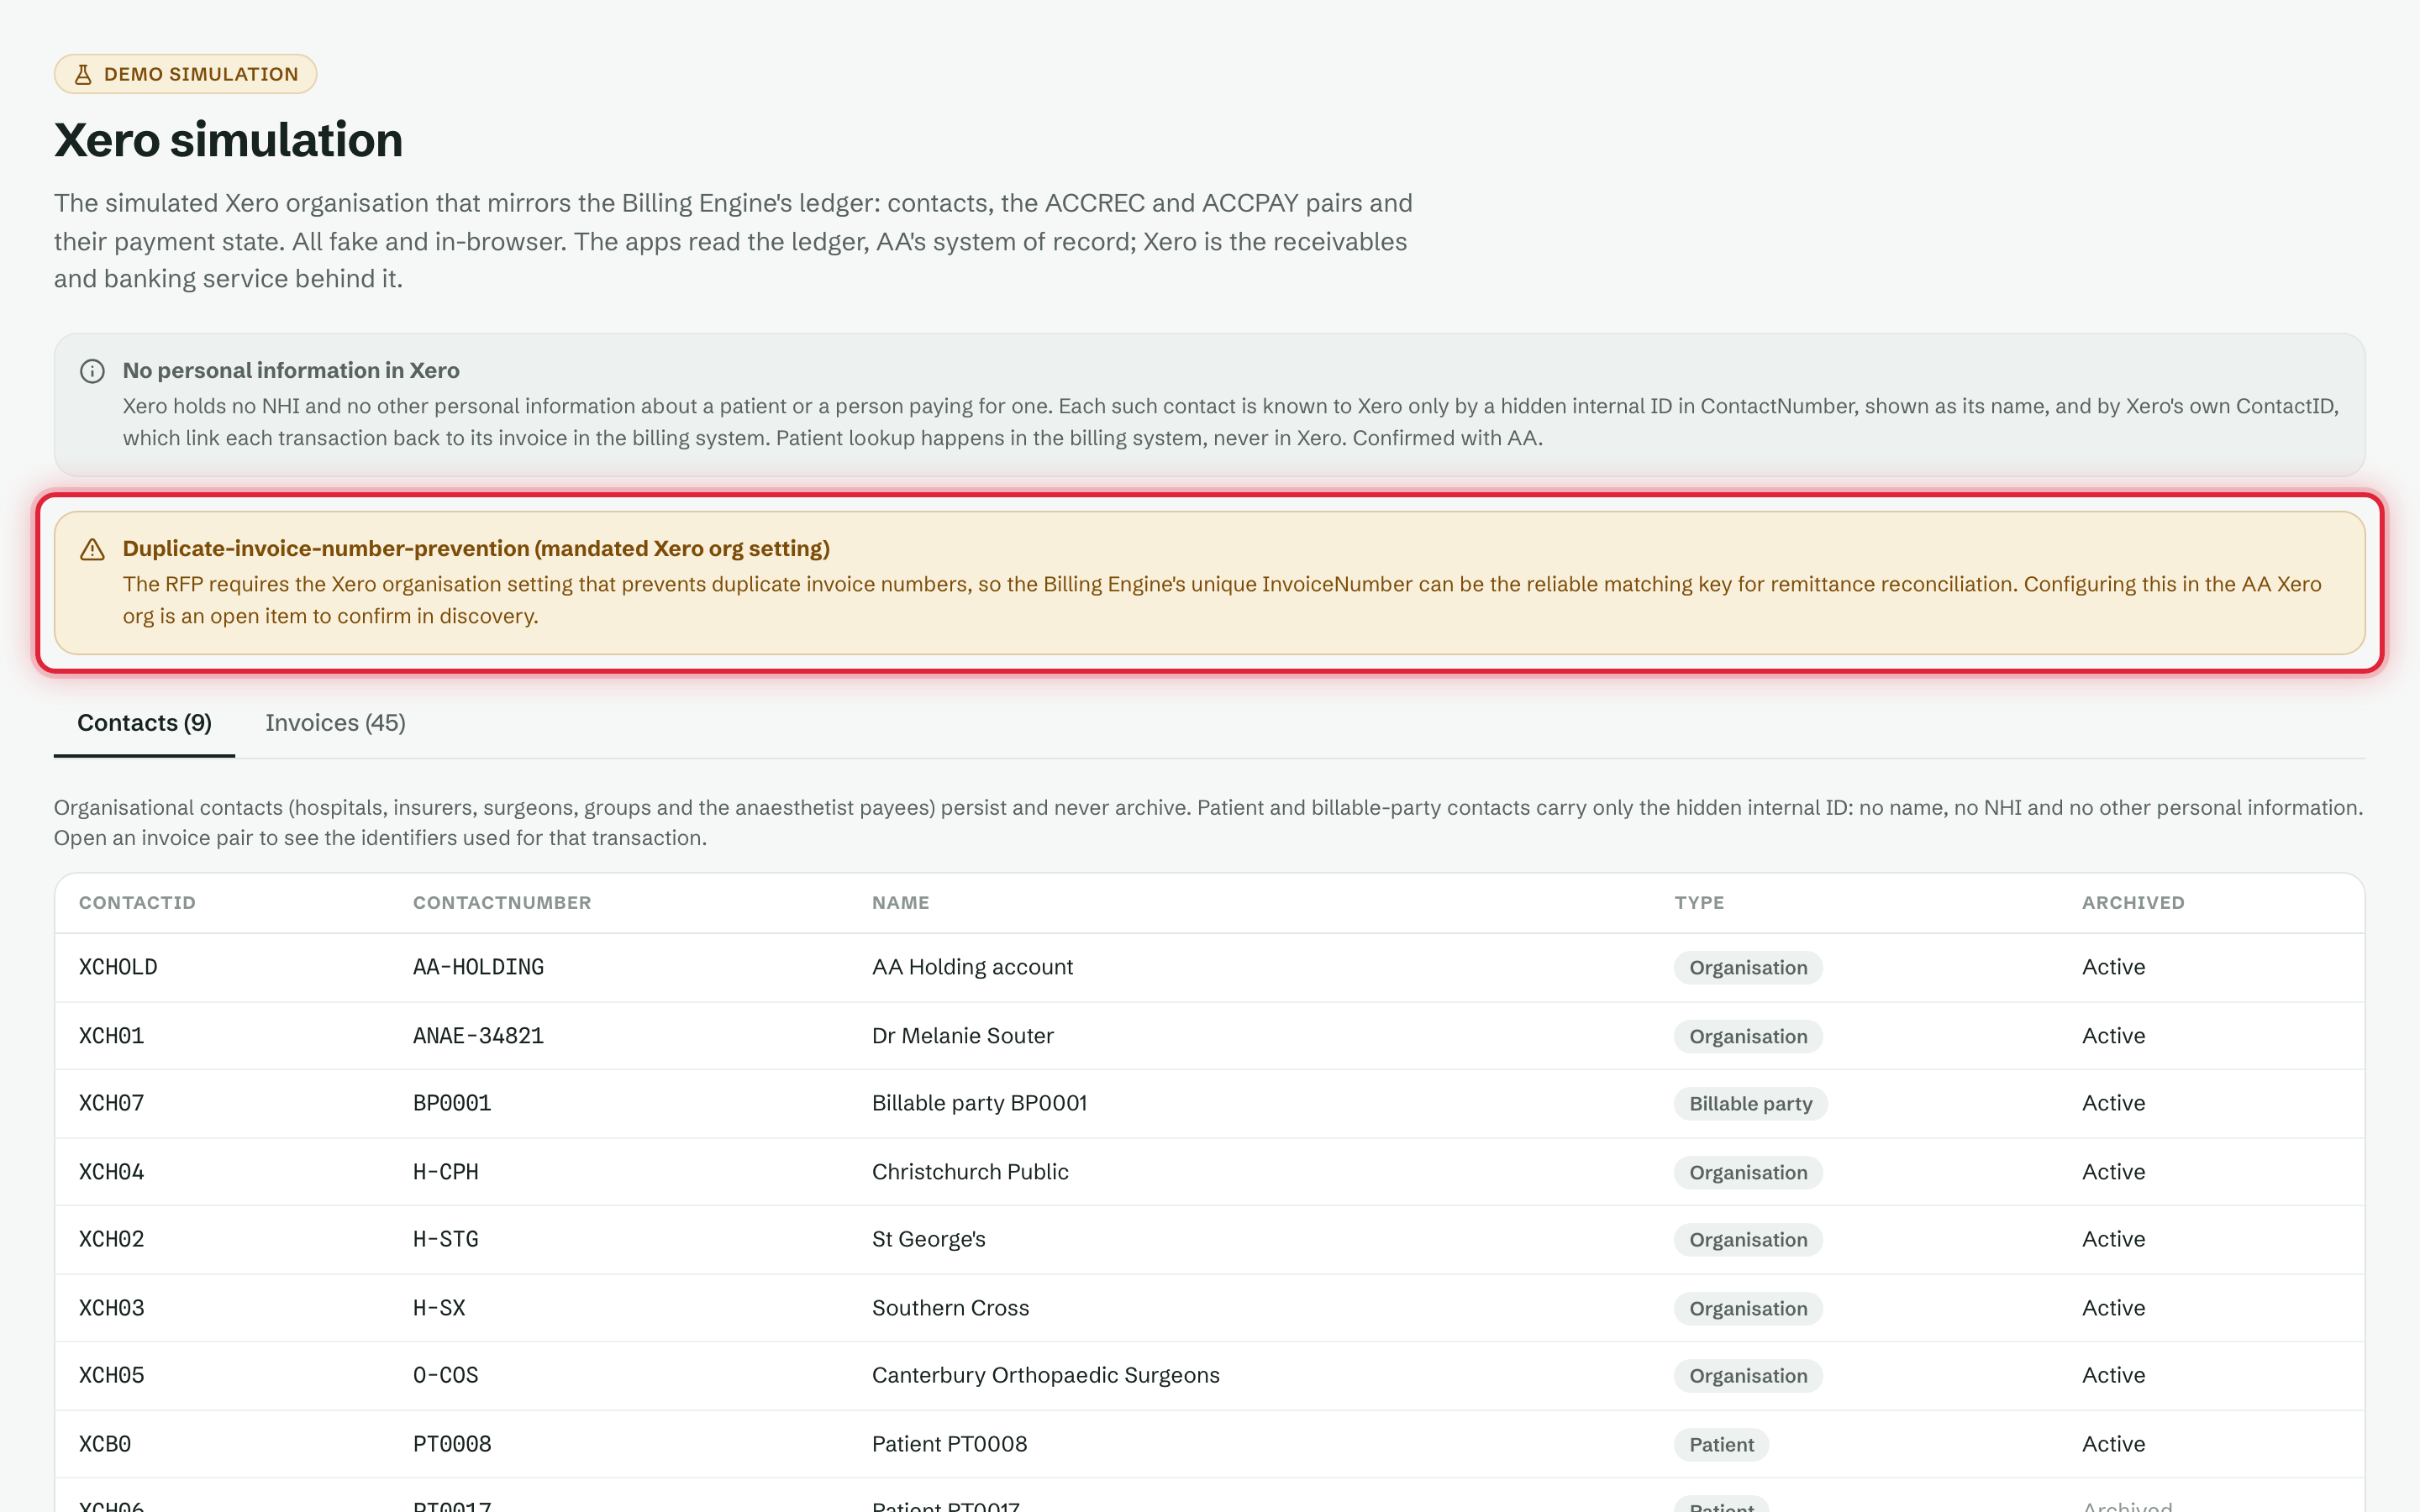 DEMO SIMULATION
Xero simulation
The simulated Xero organisation that mirrors the Billing Engine's ledger: contacts, the ACCREC and ACCPAY pairs and
their payment state. All fake and in-browser. The apps read the ledger, AA's system of record; Xero is the receivables
and banking service behind it.
No personal information in Xero
Xero holds no NHI and no other personal information about a patient or a person paying for one. Each such contact is known to Xero only by a hidden internal ID in ContactNumber, shown as its name, and by Xero's own ContactID,
which link each transaction back to its invoice in the billing system. Patient lookup happens in the billing system, never in Xero. Confirmed with AA.
Duplicate-invoice-number-prevention (mandated Xero org setting)
The RFP requires the Xero organisation setting that prevents duplicate invoice numbers, so the Billing Engine's unique InvoiceNumber can be the reliable matching key for remittance reconciliation. Configuring this in the AA Xero
org is an open item to confirm in discovery.
Contacts (9) Invoices (45)
Organisational contacts (hospitals, insurers, surgeons, groups and the anaesthetist payees) persist and never archive. Patient and billable-party contacts carry only the hidden internal ID: no name, no NHI and no other personal information.
Open an invoice pair to see the identifiers used for that transaction.
CONTACTID CONTACTNUMBER NAME TYPE ARCHIVED
XCHOLD AA-HOLDING AA Holding account Organisation Active
XCH01 ANAE-34821 Dr Melanie Souter Organisation Active
XCH07 BP0001 Billable party BP0001 Billable party Active
XCH04 H-CPH Christchurch Public Organisation Active
XCH02 H-STG St George's Organisation Active
XCH03 H-SX Southern Cross Organisation Active
XCH05 O-COS Canterbury Orthopaedic Surgeons Organisation Active
XCB0 PT0008 Patient PT0008 Patient Active
XCH06 PT0017 Patient PT0017 Patient Archived